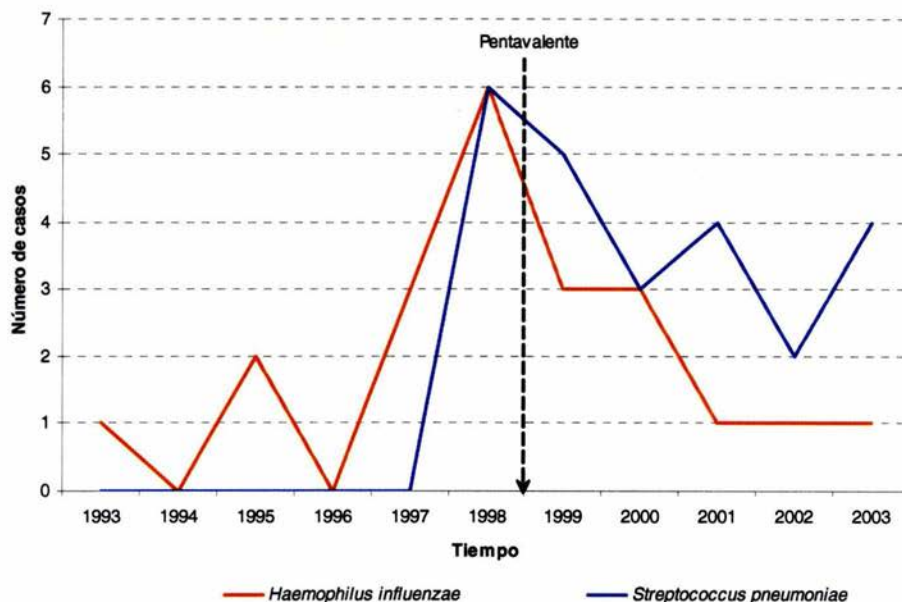 7
Pentavalente
6
5
4
3
2
1
0
Número de casos
1993 1994 1995 1996 1997 1998 1999 2000 2001 2002 2003
Tiempo
Haemophilus influenzae Streptococcus pneumoniae